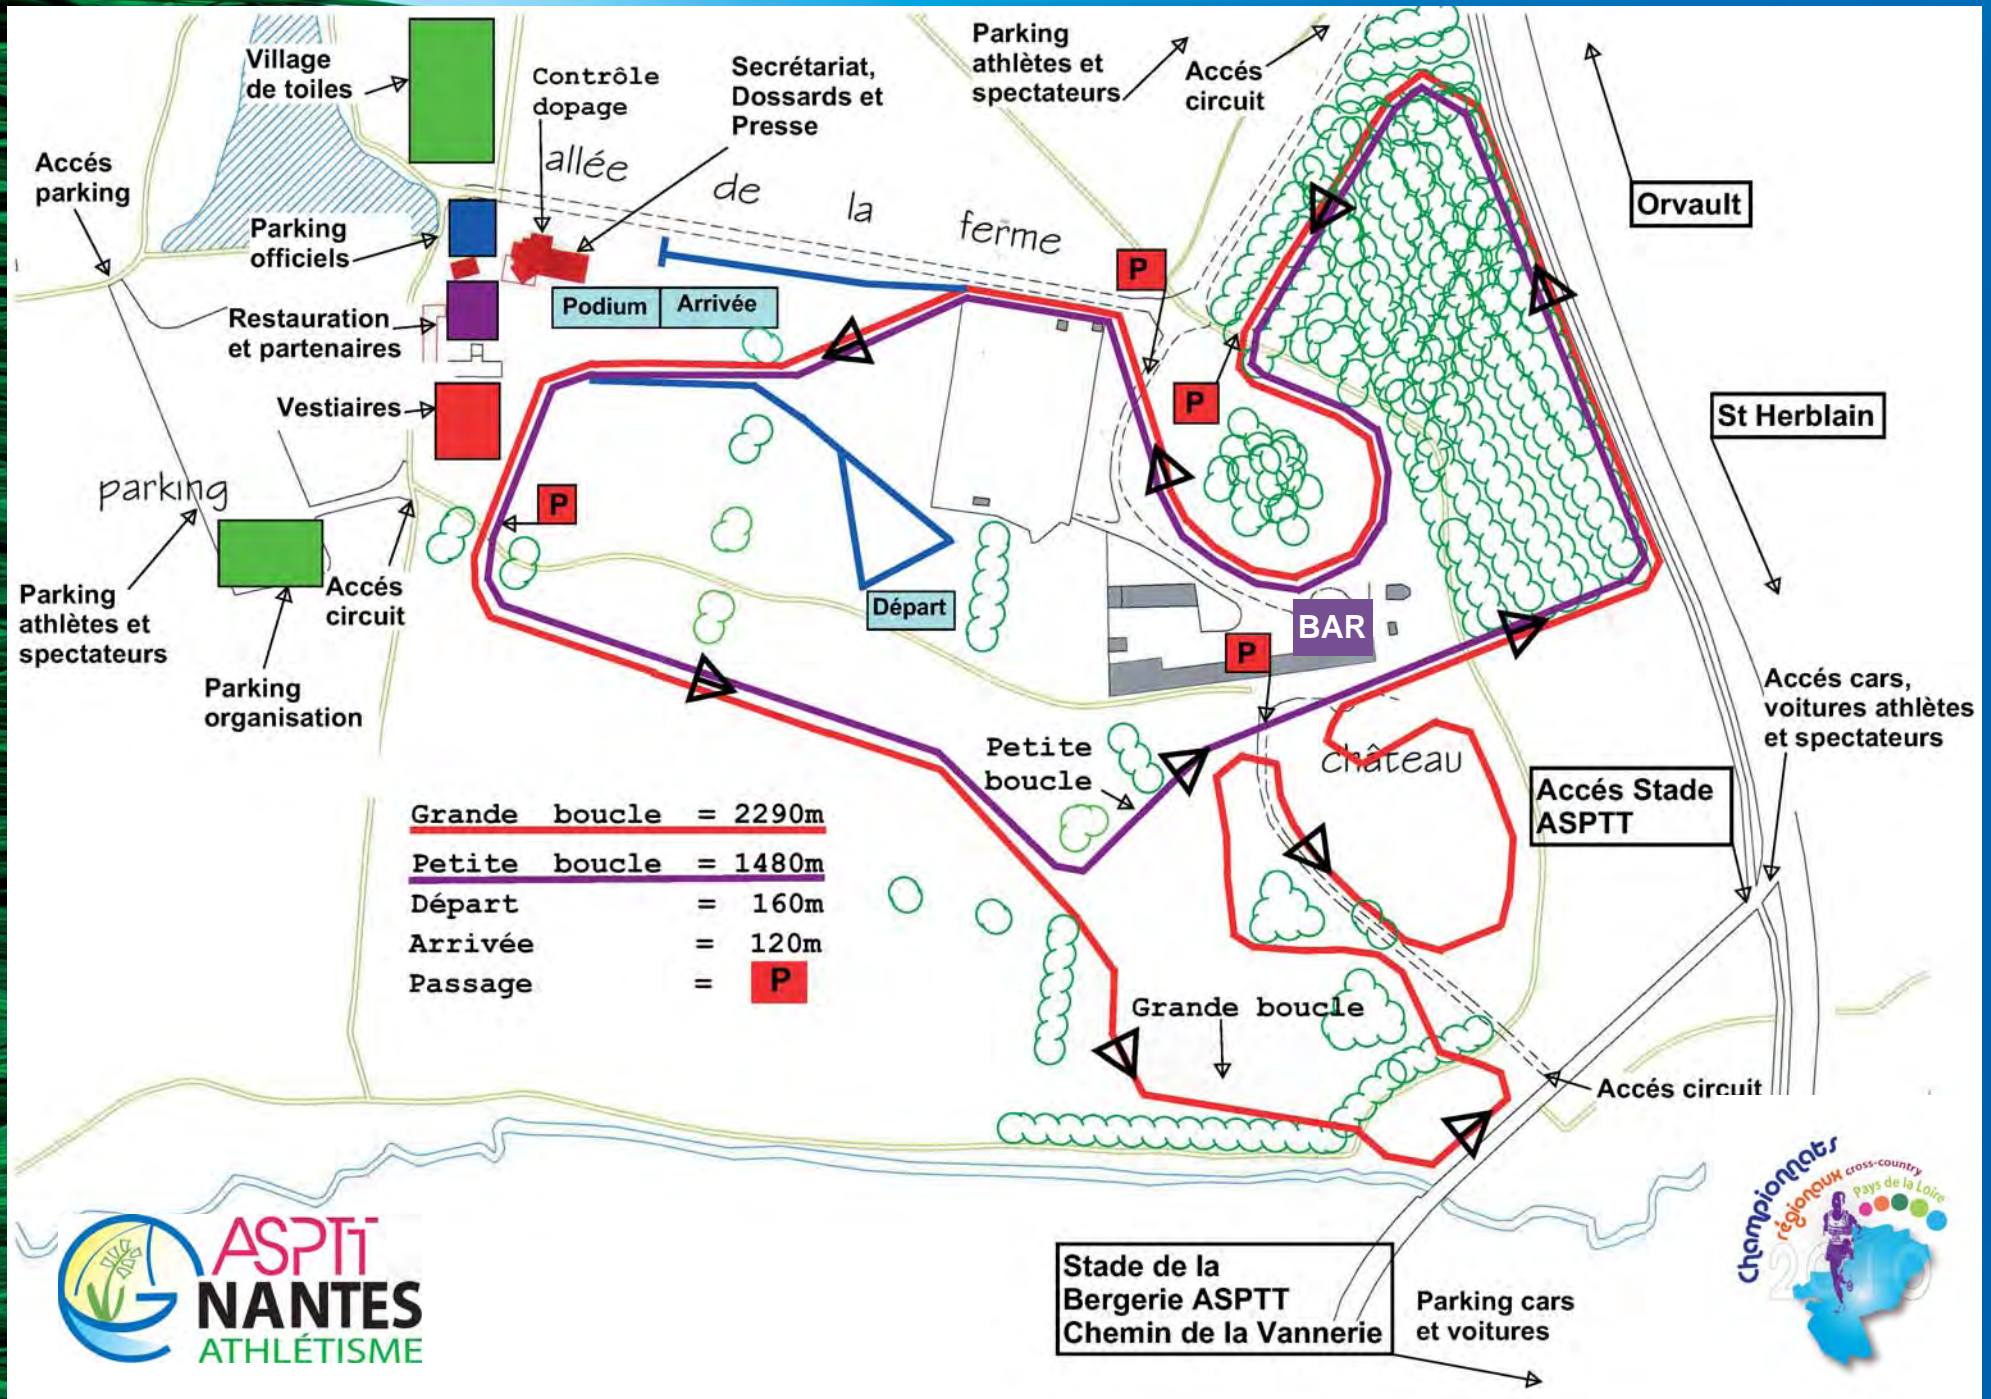 Village
de toiles
Contrôle
dopage
Secrétariat,
Dossards et
Presse
Parking
athlètes et
spectateurs
Accés
circuit
Orvault
Accés
parking
allée de la ferme
Parking
officiels
P
Podium
Arrivée
Restauration
et partenaires
P
Vestiaires
St Herblain
parking
P
Parking
athlètes et
spectateurs
Accés
circuit
Départ
BAR
P
Parking
organisation
Accés cars,
voitures athlètes
et spectateurs
Petite
boucle
château
Accés Stade
ASPTT
Grande boucle = 2290m
Petite boucle = 1480m
Départ = 160m
Arrivée = 120m
Passage = P
Grande boucle
Accés circuit
Championnats
régionaux
cross-country
Pays de la Loire
2010
ASPTT
NANTES
ATHLÉTISME
Stade de la
Bergerie ASPTT
Chemin de la Vannerie
Parking cars
et voitures